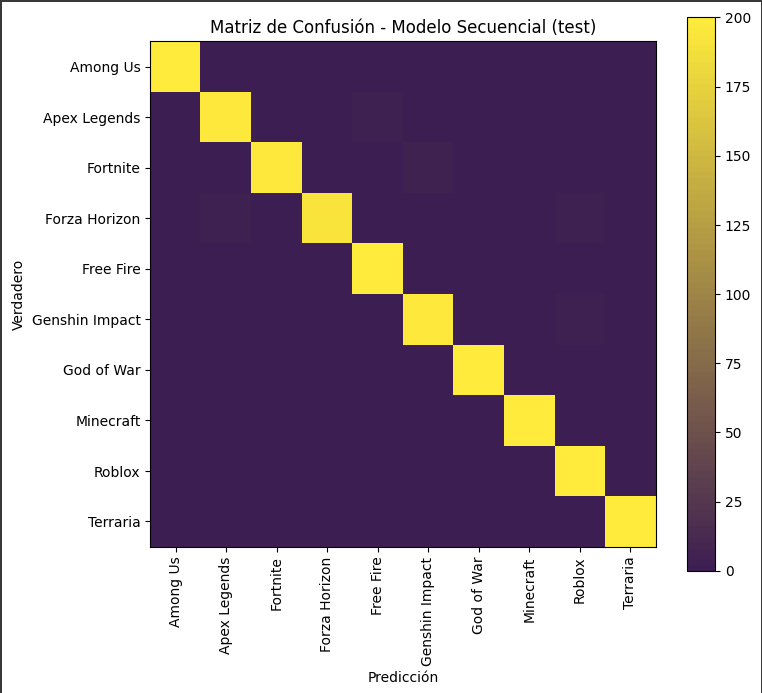 Matriz de Confusión - Modelo Secuencial (test)
Verdadero
Among Us
Apex Legends
Fortnite
Forza Horizon
Free Fire
Genshin Impact
God of War
Minecraft
Roblox
Terraria
Among Us
Apex Legends
Fortnite
Forza Horizon
Free Fire
Genshin Impact
God of War
Minecraft
Roblox
Terraria
Predicción
200
175
150
125
100
75
50
25
0